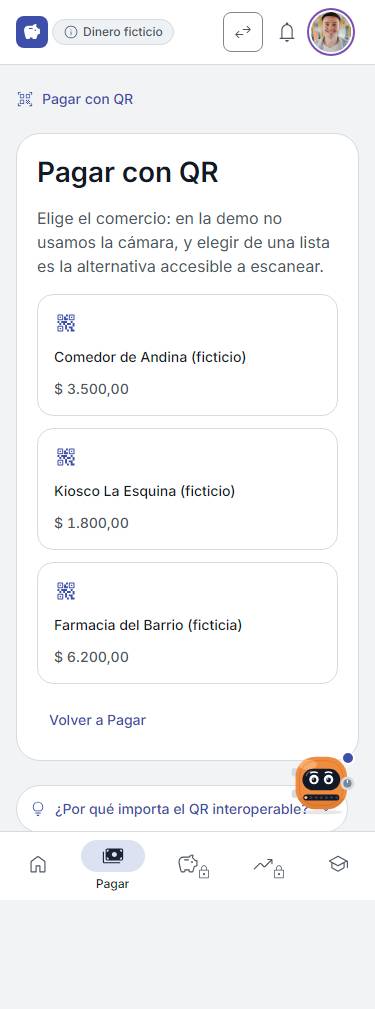 Dinero ficticio
Pagar con QR
Pagar con QR
Elige el comercio: en la demo no
usamos la cámara, y elegir de una lista
es la alternativa accesible a escanear.
Comedor de Andina (ficticio)
$ 3.500,00
Kiosco La Esquina (ficticio)
$ 1.800,00
Farmacia del Barrio (ficticia)
$ 6.200,00
Volver a Pagar
¿Por qué importa el QR interoperable?
Pagar